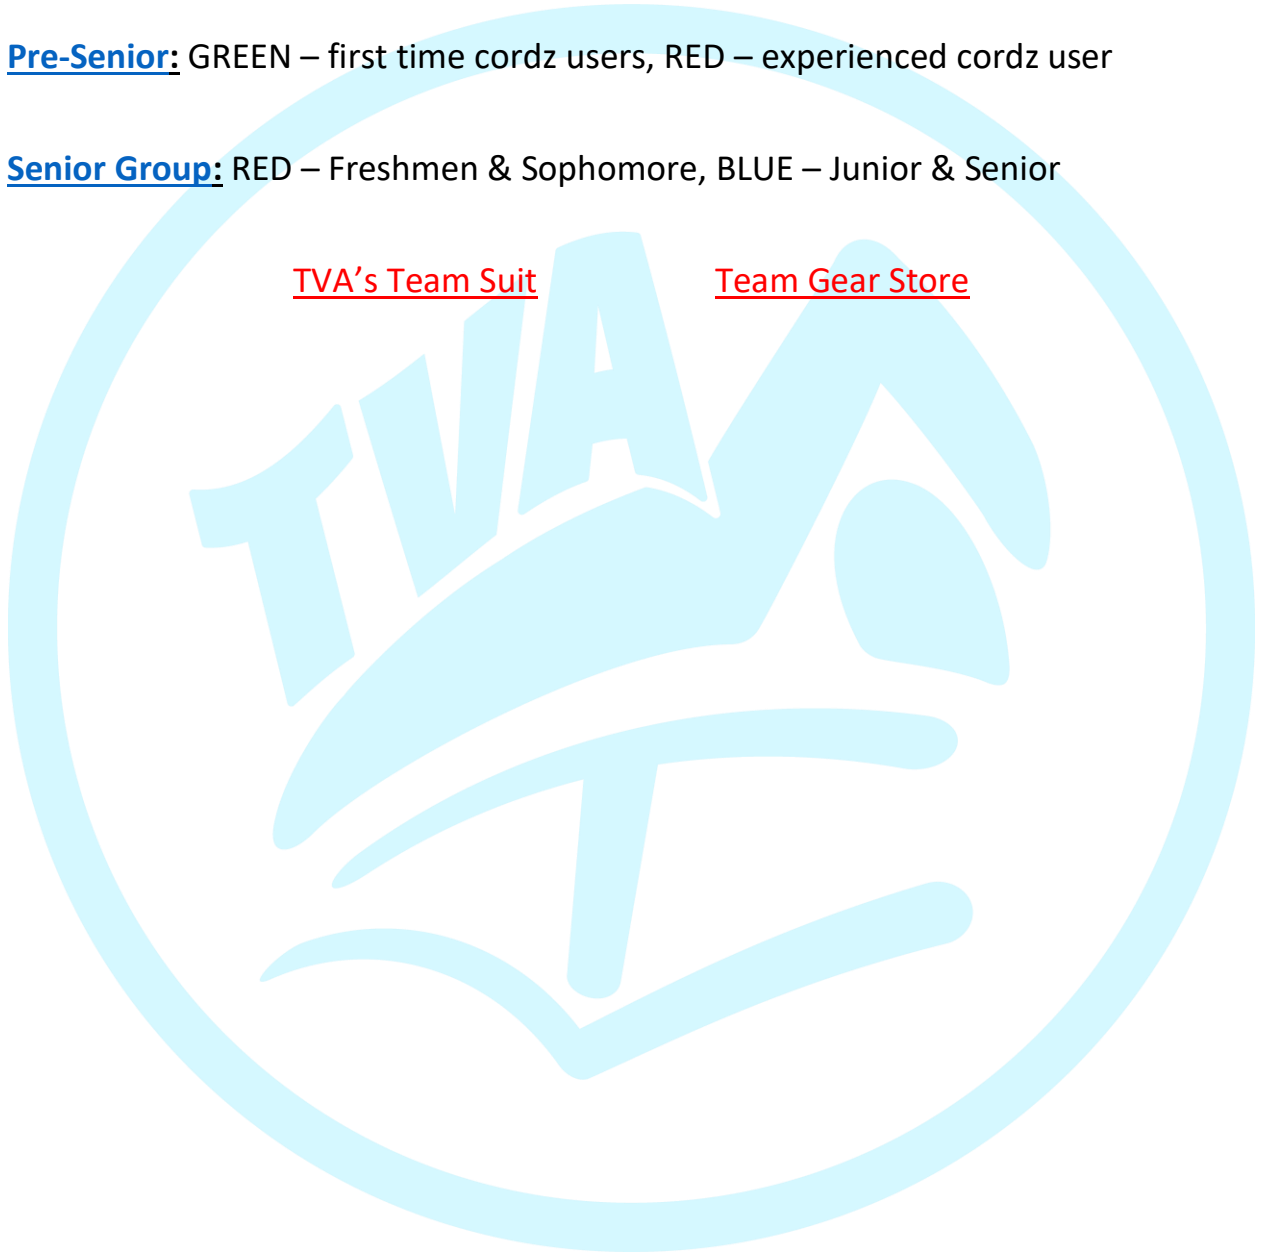 Pre-Senior: GREEN – first time cordz users, RED – experienced cordz user
Senior Group: RED – Freshmen & Sophomore, BLUE – Junior & Senior
TVA’s Team Suit Team Gear Store
TVA